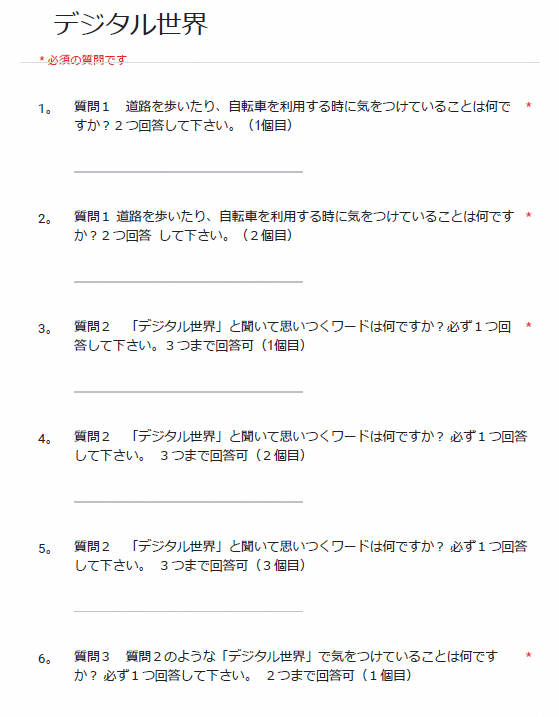 デジタル世界
* 必須の質問です
1。 質問１　道路を歩いたり、自転車を利用する時に気をつけていることは何で *
すか？２つ回答して下さい。（1個目）
2。 質問１ 道路を歩いたり、自転車を利用する時に気をつけていることは何です *
か？２つ回答 して下さい。（２個目）
3。 質問２　「デジタル世界」と聞いて思いつくワードは何ですか？必ず１つ回 *
答して下さい。３つまで回答可（1個目）
4。 質問２　「デジタル世界」と聞いて思いつくワードは何ですか？ 必ず１つ回答
して下さい。 ３つまで回答可（２個目）
5。 質問２　「デジタル世界」と聞いて思いつくワードは何ですか？ 必ず１つ回答
して下さい。 ３つまで回答可（３個目）
6。 質問３　質問２のような「デジタル世界」で気をつけていることは何です *
か？ 必ず１つ回答して下さい。 ２つまで回答可（１個目）